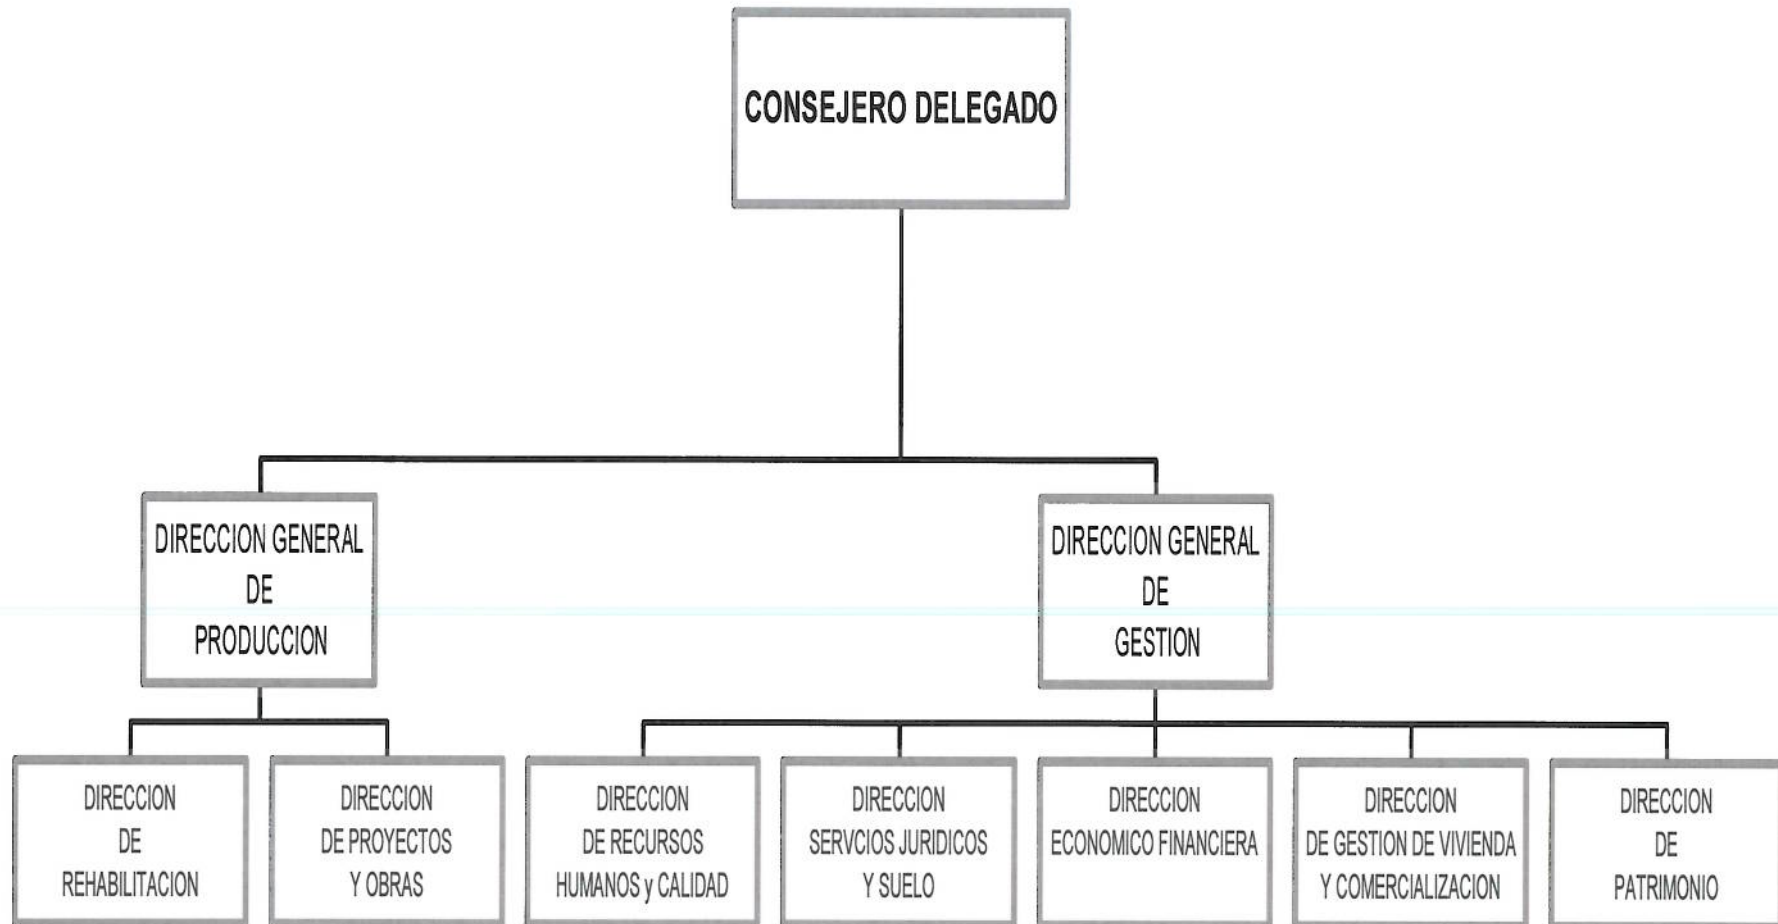 CONSEJERO DELEGADO
DIRECCION GENERAL
DE
PRODUCCION
DIRECCION GENERAL
DE
GESTION
DIRECCION
DE
REHABILITACION
DIRECCION
DE PROYECTOS
Y OBRAS
DIRECCION
DE RECURSOS
HUMANOS y CALIDAD
DIRECCION
SERVCIOS JURIDICOS
Y SUELO
DIRECCION
ECONOMICO FINANCIERA
DIRECCION
DE GESTION DE VIVIENDA
Y COMERCIALIZACION
DIRECCION
DE
PATRIMONIO